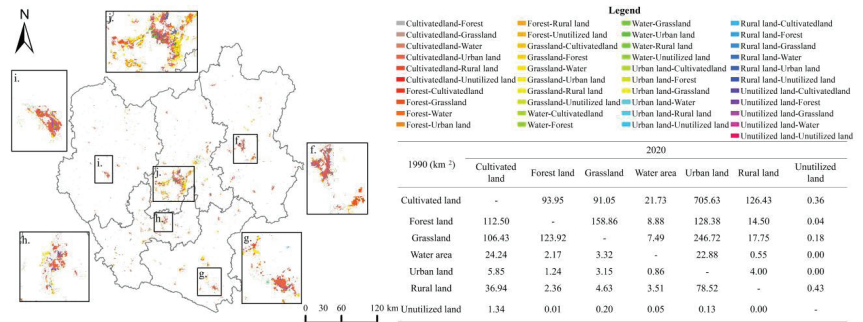 N
j.
i.
f.
i.
j.
f.
h.
h.
g.
g.
0 30 60 120 km
Legend
Cultivatedland-Forest
Cultivatedland-Grassland
Cultivatedland-Water
Cultivatedland-Urban land
Cultivatedland-Rural land
Cultivatedland-Unutilized land
Forest-Cultivatedland
Forest-Grassland
Forest-Water
Forest-Urban land
Forest-Rural land
Forest-Unutilized land
Grassland-Cultivatedland
Grassland-Forest
Grassland-Water
Grassland-Urban land
Grassland-Rural land
Grassland-Unutilized land
Water-Cultivatedland
Water-Forest
Water-Grassland
Water-Urban land
Water-Rural land
Water-Unutilized land
Urban land-Cultivatedland
Urban land-Forest
Urban land-Grassland
Urban land-Water
Urban land-Rural land
Urban land-Unutilized land
Rural land-Cultivatedland
Rural land-Forest
Rural land-Grassland
Rural land-Water
Rural land-Urban land
Rural land-Unutilized land
Unutilized land-Cultivatedland
Unutilized land-Forest
Unutilized land-Grassland
Unutilized land-Water
Unutilized land-Unutilized land
1990 (km ²)
2020
Cultivated land Forest land Grassland Water area Urban land Rural land Unutilized land
Cultivated land - 93.95 91.05 21.73 705.63 126.43 0.36
Forest land 112.50 - 158.86 8.88 128.38 14.50 0.04
Grassland 106.43 123.92 - 7.49 246.72 17.75 0.18
Water area 24.24 2.17 3.32 - 22.88 0.55 0.00
Urban land 5.85 1.24 3.15 0.86 - 4.00 0.00
Rural land 36.94 2.36 4.63 3.51 78.52 - 0.43
Unutilized land 1.34 0.01 0.20 0.05 0.13 0.00 -